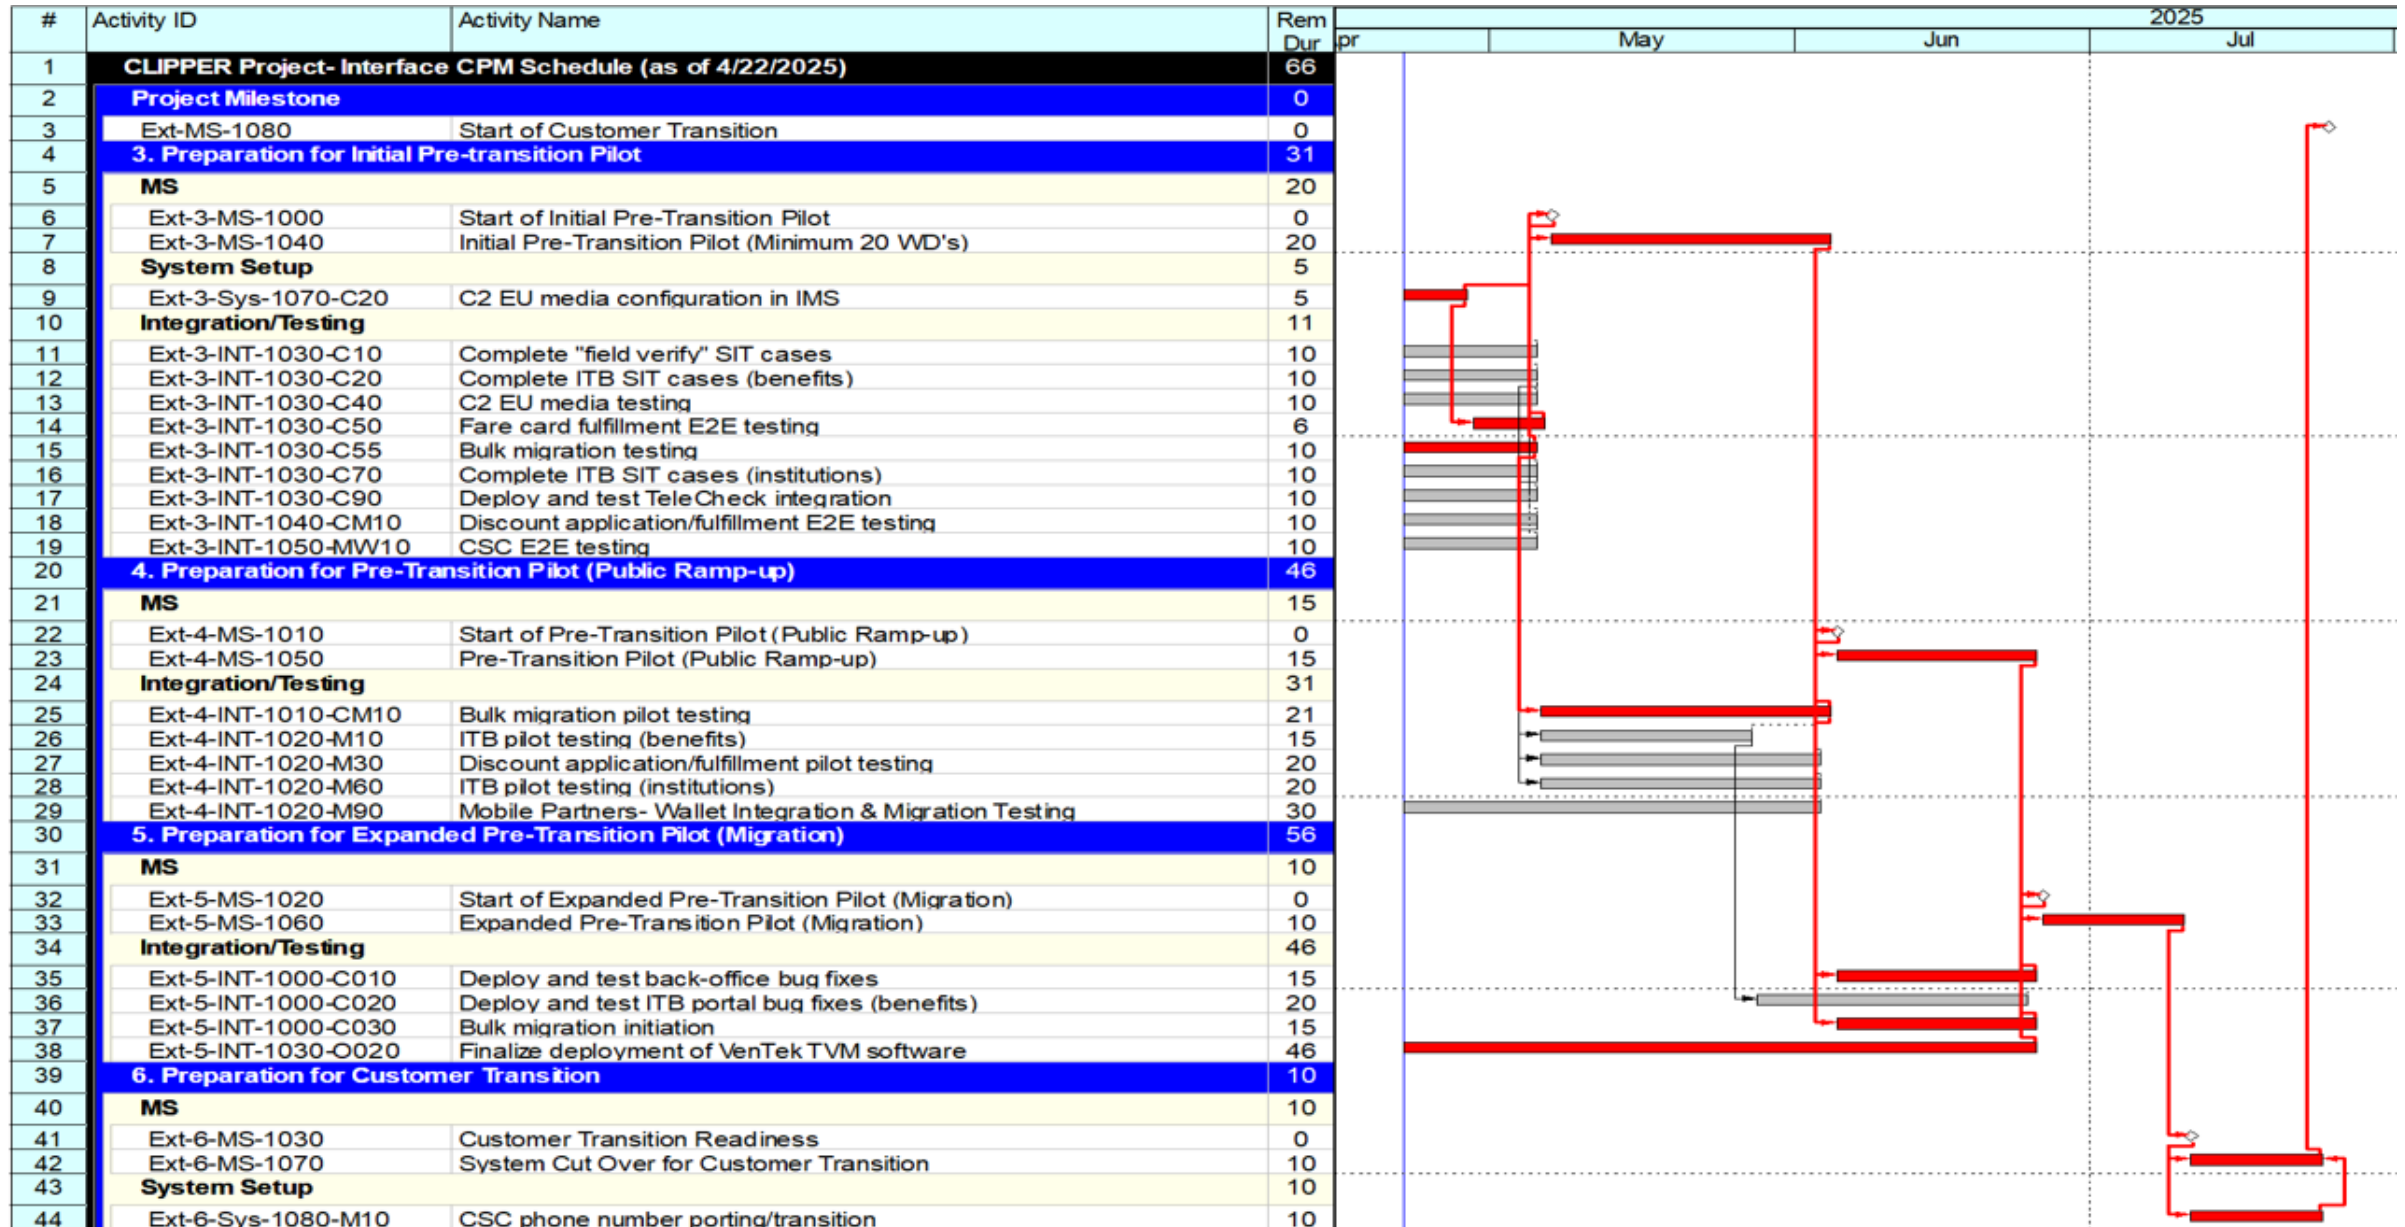 # Activity ID Activity Name Rem Dur 2025
pr May Jun Jul
1 CLIPPER Project- Interface CPM Schedule (as of 4/22/2025) 66
2 Project Milestone 0
3 Ext-MS-1080 Start of Customer Transition 0
4 3. Preparation for Initial Pre-transition Pilot 31
5 MS 20
6 Ext-3-MS-1000 Start of Initial Pre-Transition Pilot 0
7 Ext-3-MS-1040 Initial Pre-Transition Pilot (Minimum 20 WD's) 20
8 System Setup 5
9 Ext-3-Sys-1070-C20 C2 EU media configuration in IMS 5
10 Integration/Testing 11
11 Ext-3-INT-1030-C10 Complete "field verify" SIT cases 10
12 Ext-3-INT-1030-C20 Complete ITB SIT cases (benefits) 10
13 Ext-3-INT-1030-C40 C2 EU media testing 10
14 Ext-3-INT-1030-C50 Fare card fulfillment E2E testing 6
15 Ext-3-INT-1030-C55 Bulk migration testing 10
16 Ext-3-INT-1030-C70 Complete ITB SIT cases (institutions) 10
17 Ext-3-INT-1030-C90 Deploy and test TeleCheck integration 10
18 Ext-3-INT-1040-CM10 Discount application/fulfillment E2E testing 10
19 Ext-3-INT-1050-MW10 CSC E2E testing 10
20 4. Preparation for Pre-Transition Pilot (Public Ramp-up) 46
21 MS 15
22 Ext-4-MS-1010 Start of Pre-Transition Pilot (Public Ramp-up) 0
23 Ext-4-MS-1050 Pre-Transition Pilot (Public Ramp-up) 15
24 Integration/Testing 31
25 Ext-4-INT-1010-CM10 Bulk migration pilot testing 21
26 Ext-4-INT-1020-M10 ITB pilot testing (benefits) 15
27 Ext-4-INT-1020-M30 Discount application/fulfillment pilot testing 20
28 Ext-4-INT-1020-M60 ITB pilot testing (institutions) 20
29 Ext-4-INT-1020-M90 Mobile Partners- Wallet Integration & Migration Testing 30
30 5. Preparation for Expanded Pre-Transition Pilot (Migration) 56
31 MS 10
32 Ext-5-MS-1020 Start of Expanded Pre-Transition Pilot (Migration) 0
33 Ext-5-MS-1060 Expanded Pre-Transition Pilot (Migration) 10
34 Integration/Testing 46
35 Ext-5-INT-1000-C010 Deploy and test back-office bug fixes 15
36 Ext-5-INT-1000-C020 Deploy and test ITB portal bug fixes (benefits) 20
37 Ext-5-INT-1000-C030 Bulk migration initiation 15
38 Ext-5-INT-1030-O020 Finalize deployment of VenTek TVM software 46
39 6. Preparation for Customer Transition 10
40 MS 10
41 Ext-6-MS-1030 Customer Transition Readiness 0
42 Ext-6-MS-1070 System Cut Over for Customer Transition 10
43 System Setup 10
44 Ext-6-Sys-1080-M10 CSC phone number porting/transition 10